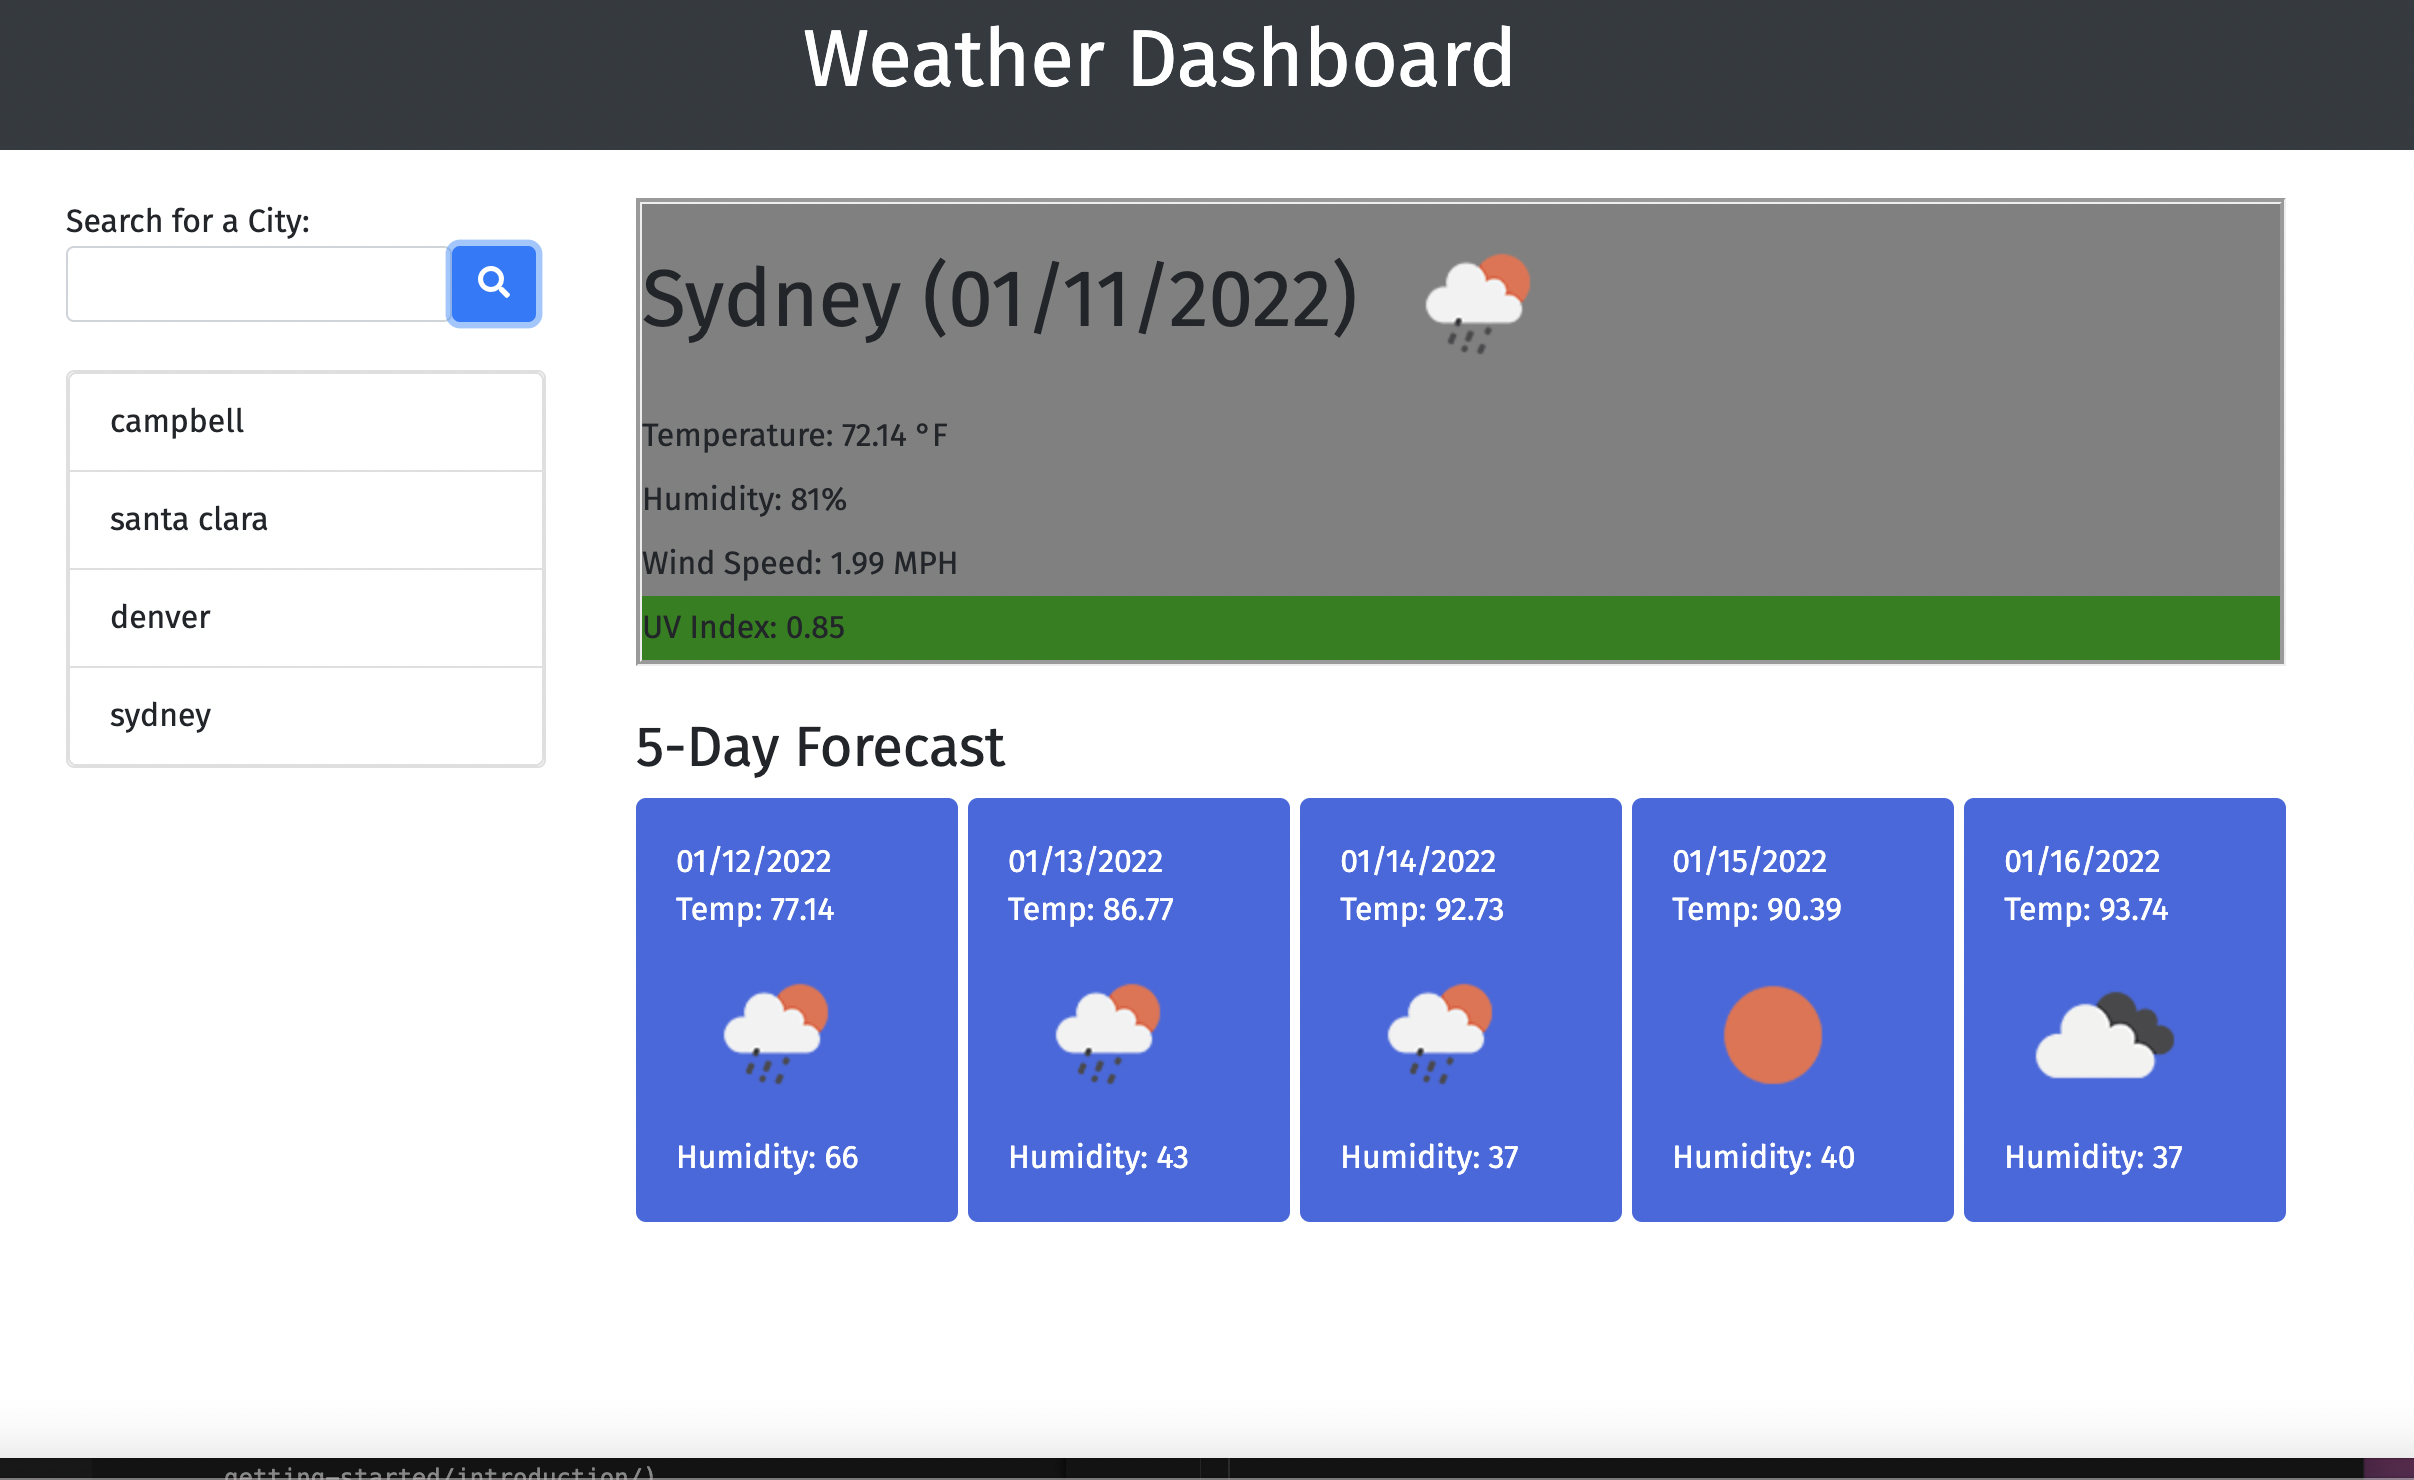 Weather Dashboard
Search for a City:
campbell
santa clara
denver
sydney
Sydney (01/11/2022)
Temperature: 72.14 °F
Humidity: 81%
Wind Speed: 1.99 MPH
UV Index: 0.85
5-Day Forecast
01/12/2022
Temp: 77.14
Humidity: 66
01/13/2022
Temp: 86.77
Humidity: 43
01/14/2022
Temp: 92.73
Humidity: 37
01/15/2022
Temp: 90.39
Humidity: 40
01/16/2022
Temp: 93.74
Humidity: 37
getting-started/introduction/)